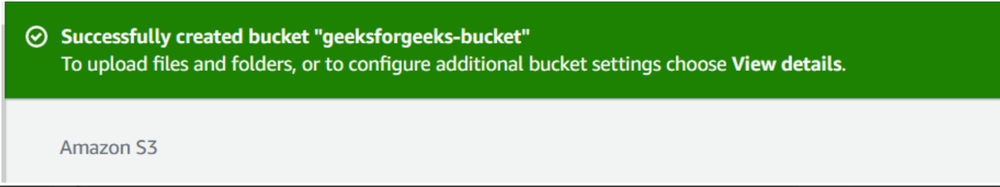 Successfully created bucket "geeksforgeeks-bucket"
To upload files and folders, or to configure additional bucket settings choose View details.
Amazon S3